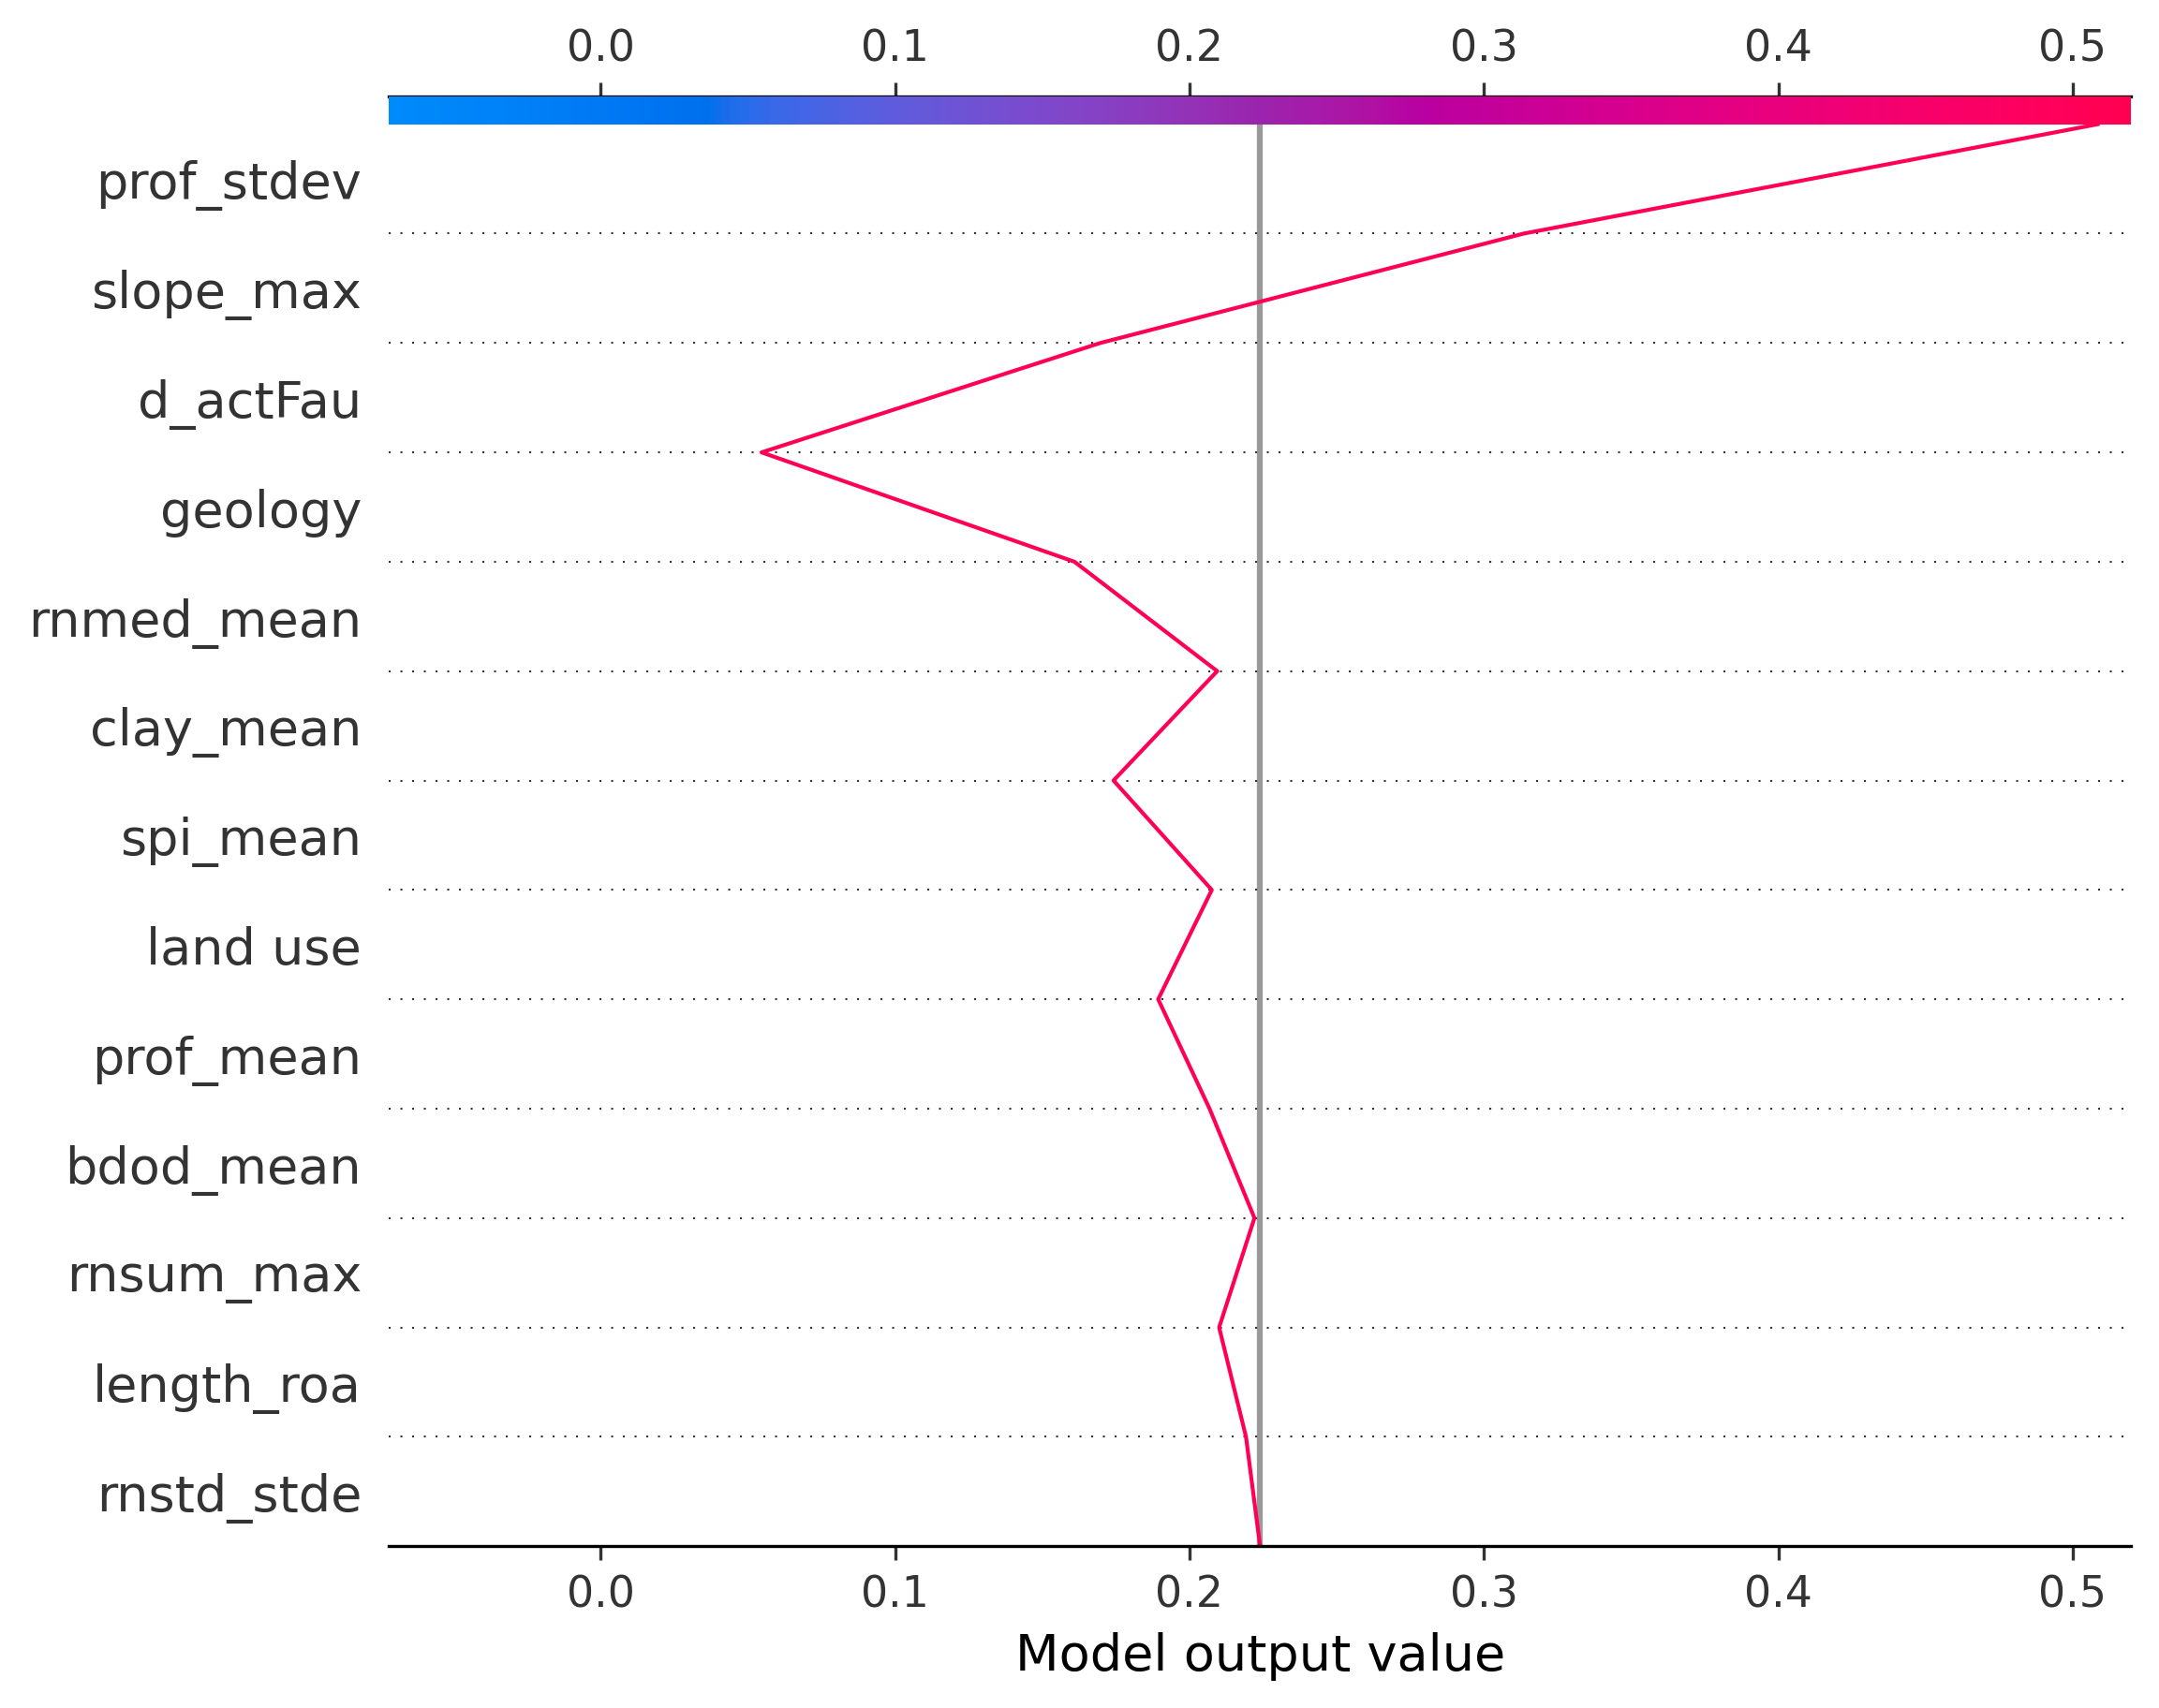 0.0 0.1 0.2 0.3 0.4 0.5
prof_stdev
slope_max
d_actFau
geology
rnmed_mean
clay_mean
spi_mean
land use
prof_mean
bdod_mean
rnsum_max
length_roa
rnstd_stde
0.0 0.1 0.2 0.3 0.4 0.5
Model output value